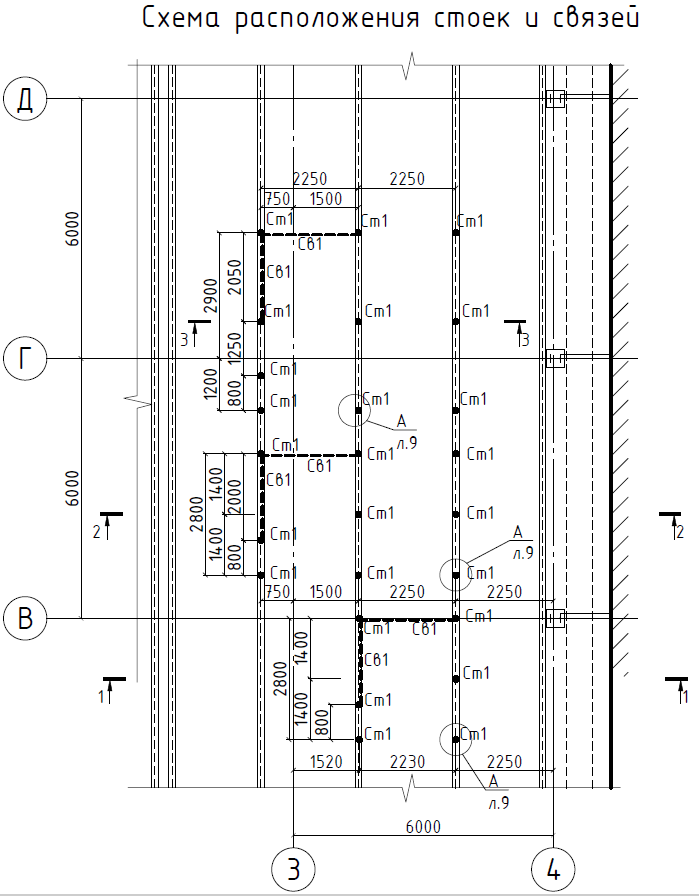 Схема расположения стоек и связей
Д
2250 2250
750 1500
Ст1 Ст1 Ст1
Св1
Св1
6000
2900
2050
Ст1 Ст1 Ст1
3 3
Г
1250
1200
800
Ст1
Ст1 Ст1 Ст1
А
л.9
Ст1 Ст1 Ст1
Св1
Св1
6000
2800
1400
2000
1400
800
2 2
Ст1 Ст1
Ст1
А
л.9
Ст1 Ст1 Ст1
750 1500 2250 2250
В
Ст1 Св1 Ст1
Св1
2800
1400
1400
800
Ст1
1 1
Ст1
Ст1 Ст1
1520 2230 2250
А
л.9
6000
3 4